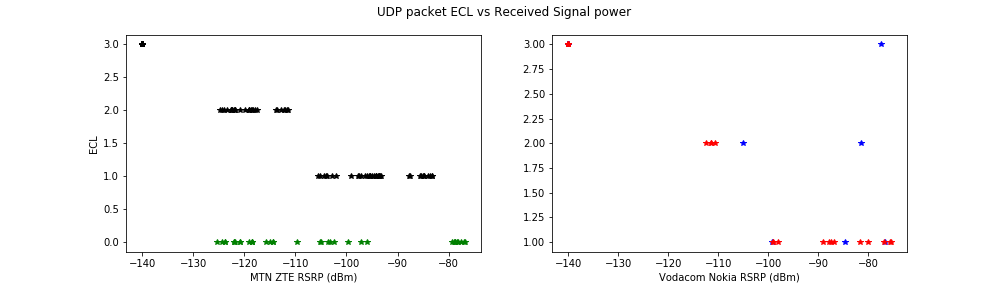 UDP packet ECL vs Received Signal power
3.0
2.5
2.0
1.5
1.0
0.5
0.0
ECL
−140 −130 −120 −110 −100 −90 −80
MTN ZTE RSRP (dBm)
3.00
2.75
2.50
2.25
2.00
1.75
1.50
1.25
1.00
−140 −130 −120 −110 −100 −90 −80
Vodacom Nokia RSRP (dBm)